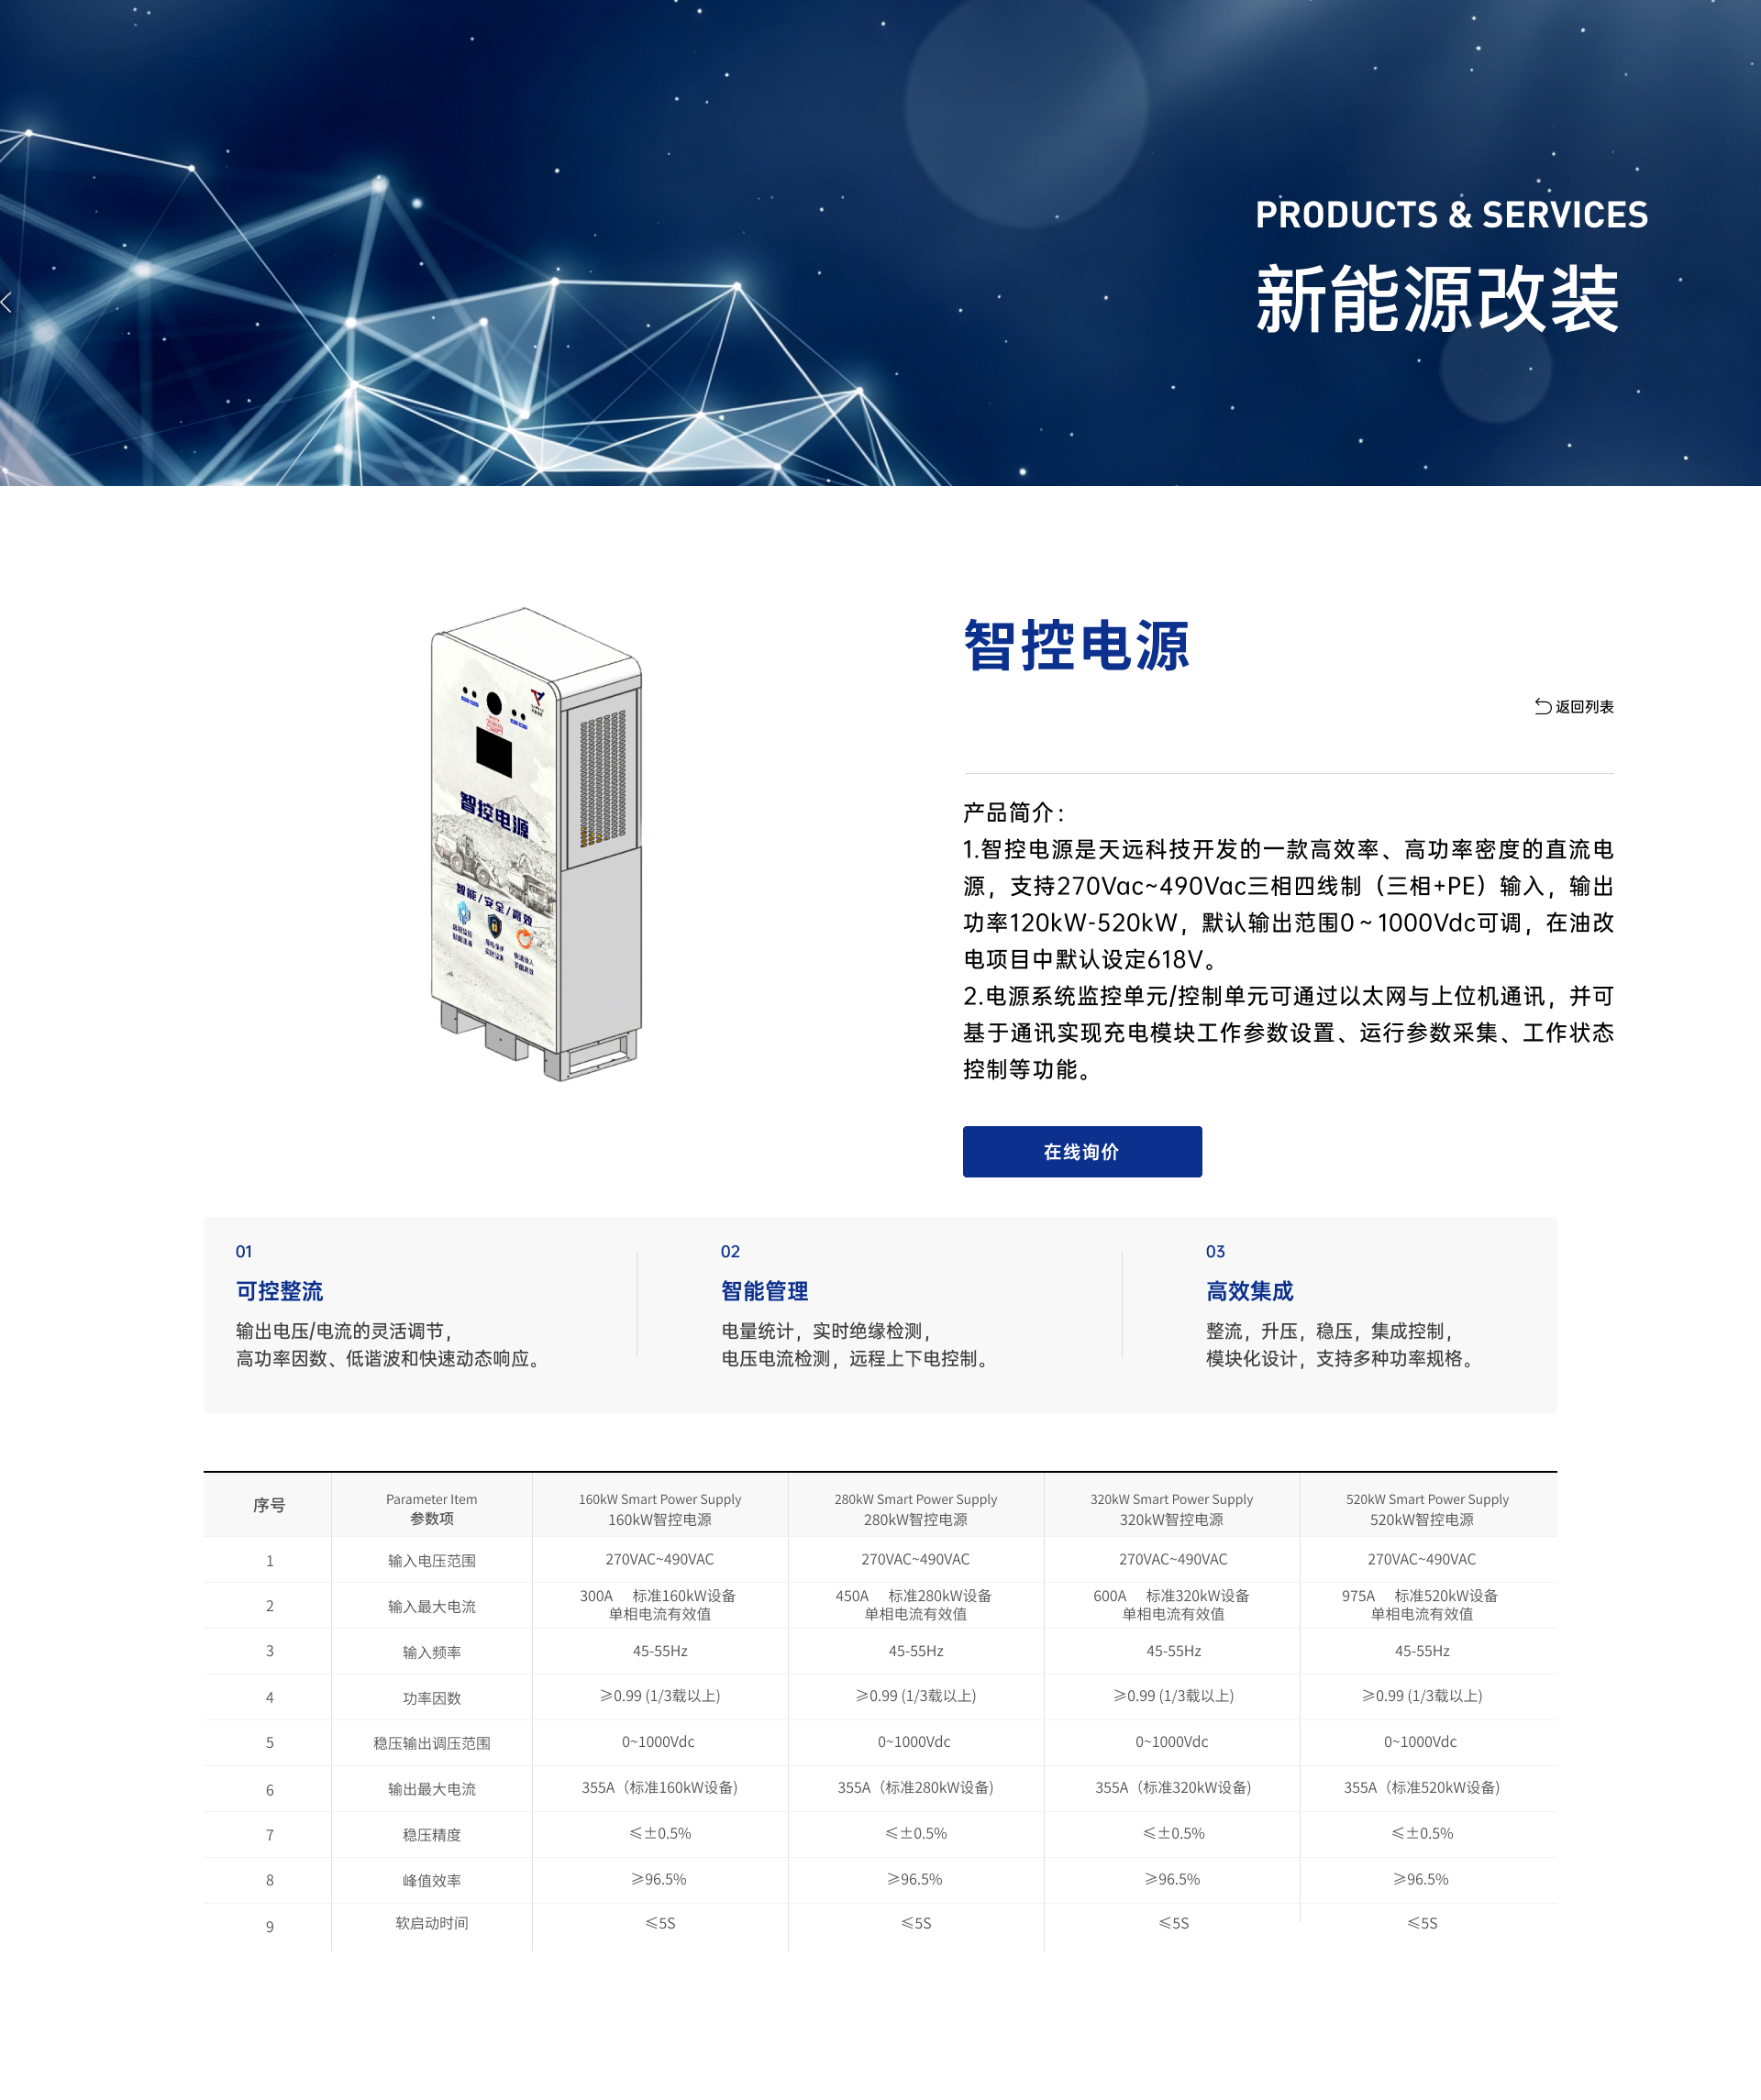 PRODUCTS & SERVICES
新能源改装
智控电源
返回列表
智控电源
智能/安全/高效
产品简介：
1.智控电源是天远科技开发的一款高效率、高功率密度的直流电
源，支持270Vac~490Vac三相四线制（三相+PE）输入，输出
功率120kW-520kW，默认输出范围0～1000Vdc可调，在油改
电项目中默认设定618V。
2.电源系统监控单元/控制单元可通过以太网与上位机通讯，并可
基于通讯实现充电模块工作参数设置、运行参数采集、工作状态
控制等功能。
在线询价
01
可控整流
输出电压/电流的灵活调节，
高功率因数、低谐波和快速动态响应。
02
智能管理
电量统计，实时绝缘检测，
电压电流检测，远程上下电控制。
03
高效集成
整流，升压，稳压，集成控制，
模块化设计，支持多种功率规格。
序号 Parameter Item 参数项 160kW Smart Power Supply 160kW智控电源 280kW Smart Power Supply 280kW智控电源 320kW Smart Power Supply 320kW智控电源 520kW Smart Power Supply 520kW智控电源
1 输入电压范围 270VAC~490VAC 270VAC~490VAC 270VAC~490VAC 270VAC~490VAC
2 输入最大电流 300A 标准160kW设备 单相电流有效值 450A 标准280kW设备 单相电流有效值 600A 标准320kW设备 单相电流有效值 975A 标准520kW设备 单相电流有效值
3 输入频率 45-55Hz 45-55Hz 45-55Hz 45-55Hz
4 功率因数 ≥0.99 (1/3载以上) ≥0.99 (1/3载以上) ≥0.99 (1/3载以上) ≥0.99 (1/3载以上)
5 稳压输出调压范围 0~1000Vdc 0~1000Vdc 0~1000Vdc 0~1000Vdc
6 输出最大电流 355A（标准160kW设备) 355A（标准280kW设备) 355A（标准320kW设备) 355A（标准520kW设备)
7 稳压精度 ≤±0.5% ≤±0.5% ≤±0.5% ≤±0.5%
8 峰值效率 ≥96.5% ≥96.5% ≥96.5% ≥96.5%
9 软启动时间 ≤5S ≤5S ≤5S ≤5S